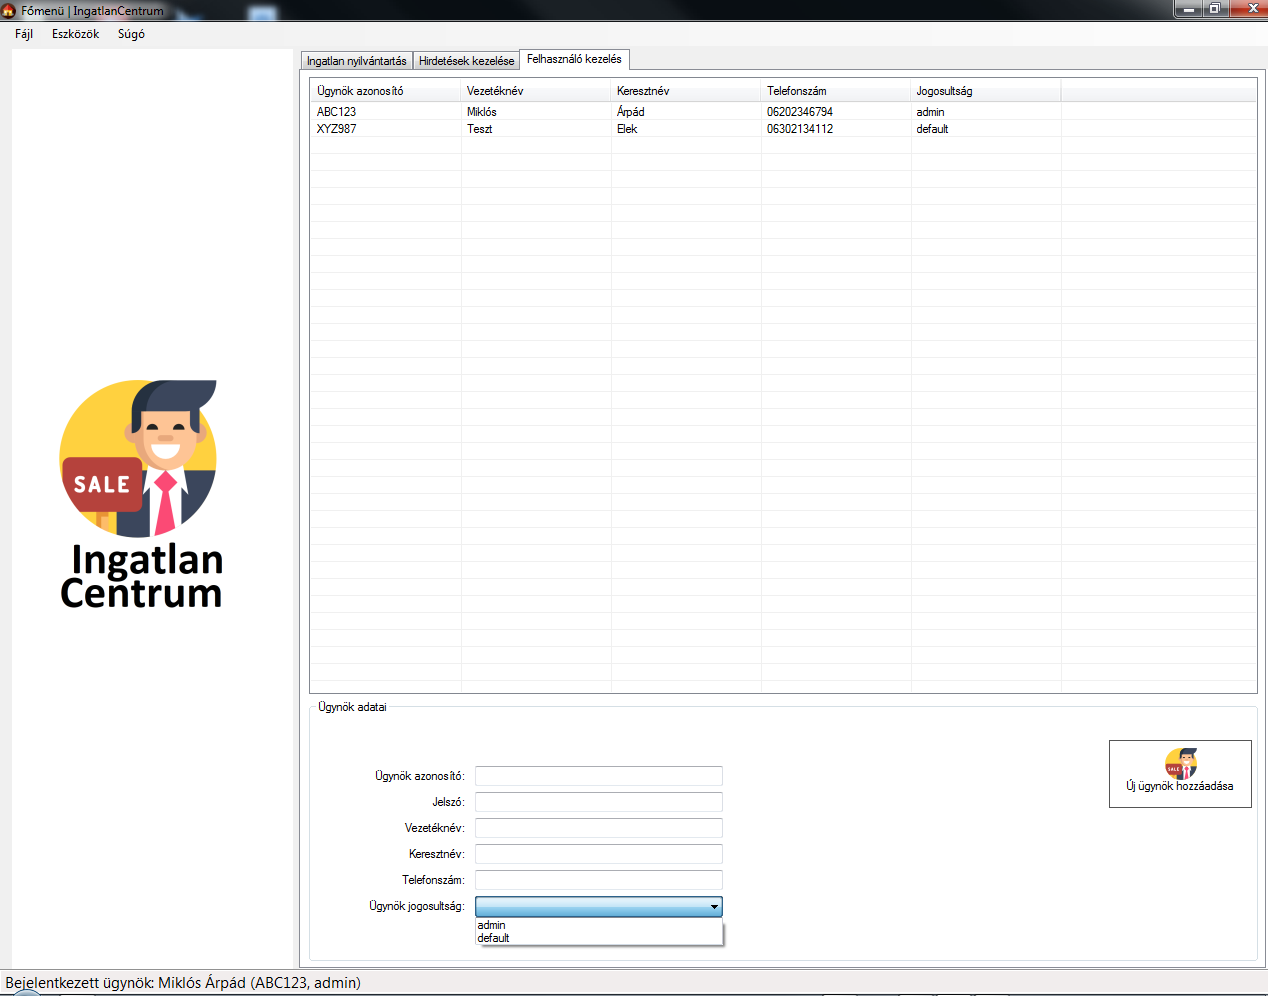 Főmenü | IngatlanCentrum
Fájl Eszközök Súgó
Ingatlan nyilvántartás Hirdetések kezelése Felhasználó kezelés
Ügynök azonosító Vezetéknév Keresztnév Telefonszám Jogosultság
ABC123 Miklós Árpád 06202346794 admin
XYZ987 Teszt Elek 06302134112 default
SALE
Ingatlan
Centrum
Ügynök adatai
SALE
Új ügynök hozzáadása
Ügynök azonosító:
Jelszó:
Vezetéknév:
Keresztnév:
Telefonszám:
Ügynök jogosultság:
admin
default
Bejelentkezett ügynök: Miklós Árpád (ABC123, admin)